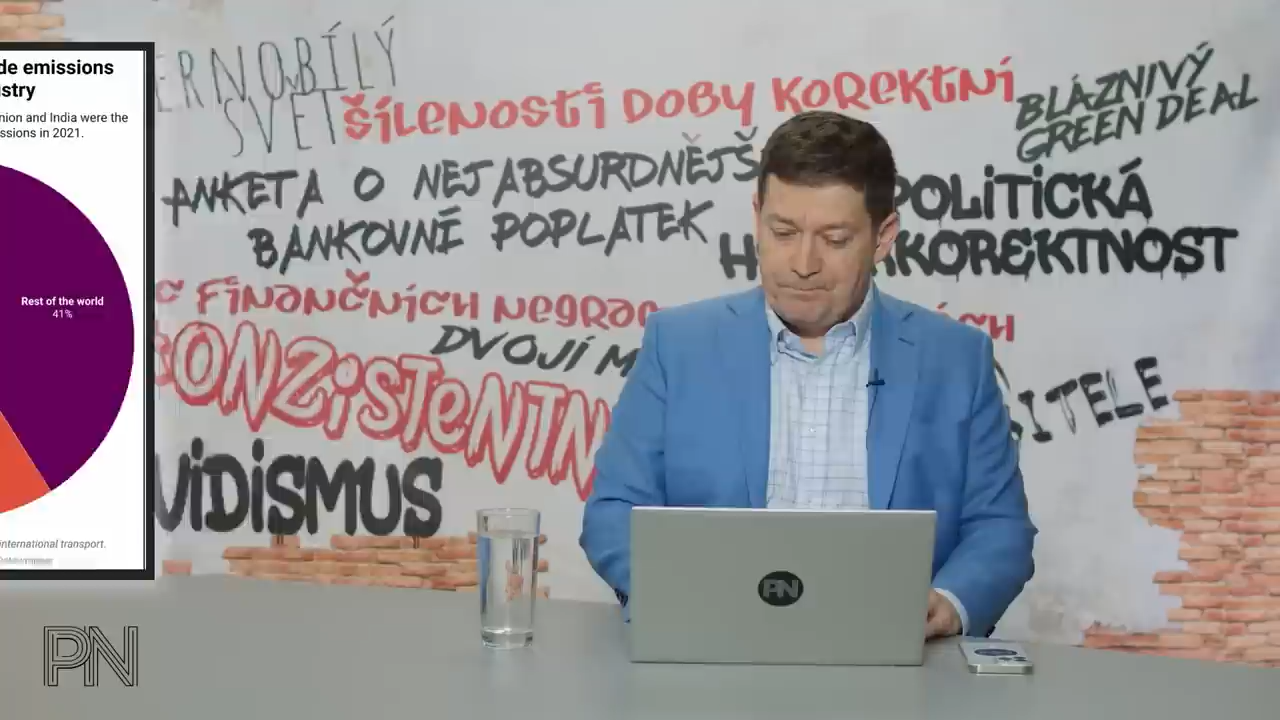 de emissions
stry
nion and India were the
ssions in 2021.
Rest of the world
41%
international transport.
ERNOBÍLÝ
SVĚT
ŠÍLENOSTI DOBY KOREKTNÍ
BLÁZNIVÝ
GREEN DEAL
ANKETA O NEJABSURDNĚJŠ
BANKOVNÍ POPLATEK
POLITICKÁ
H KOREKTNOST
C FINANČNÍCH NEGRAC
ÍCH
DVOJÍ M
ONZISTENTN
ITELE
VIDISMUS
PN
PN